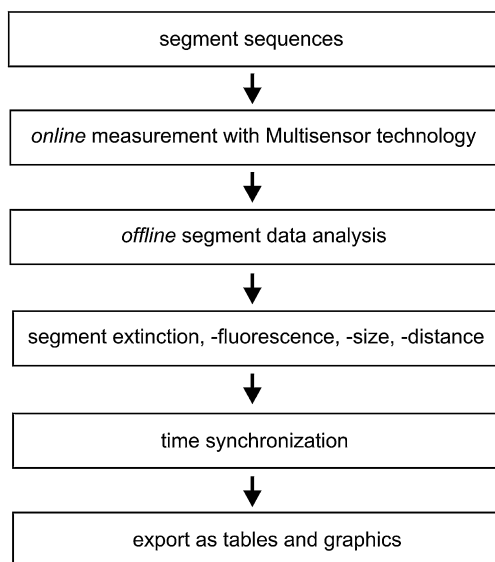 segment sequences
online measurement with Multisensor technology
offline segment data analysis
segment extinction, -fluorescence, -size, -distance
time synchronization
export as tables and graphics